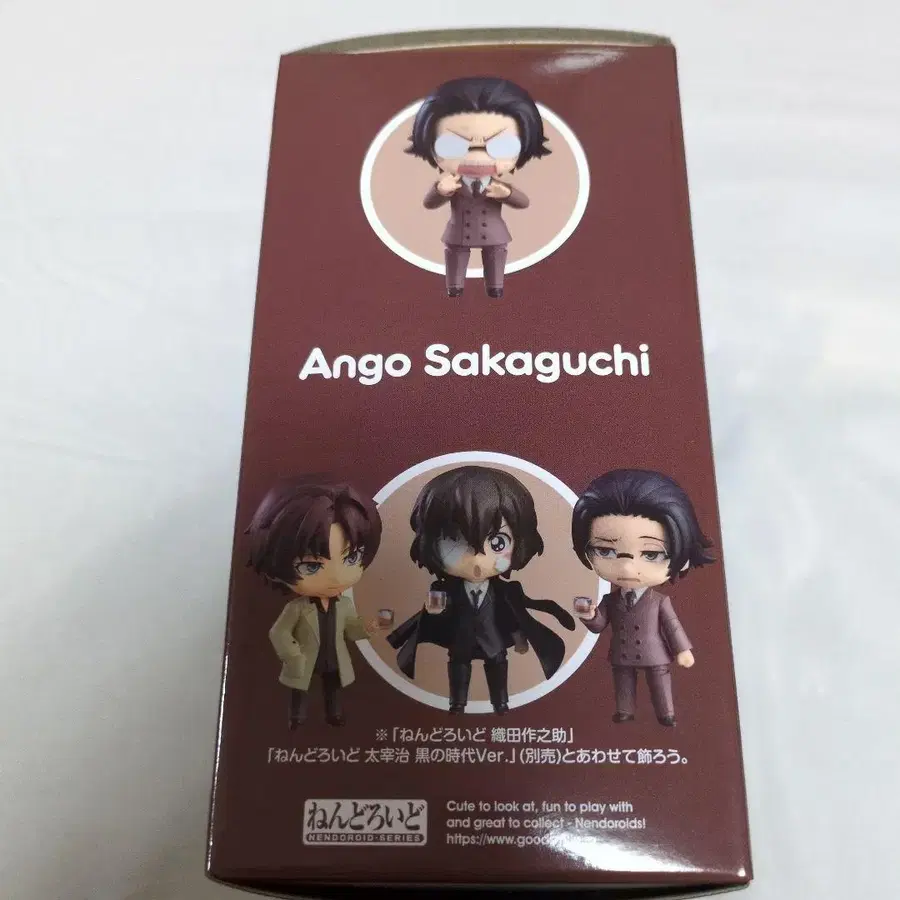 Ango Sakaguchi
※「ねんどろいど 織田作之助」
「ねんどろいど 太宰治 黒の時代Ver.」(別売)とあわせて飾ろう。
ねんどろいど
NENDOROID-SERIES
Cute to look at, fun to play with
and great to collect - Nendoroids!
https://www.good